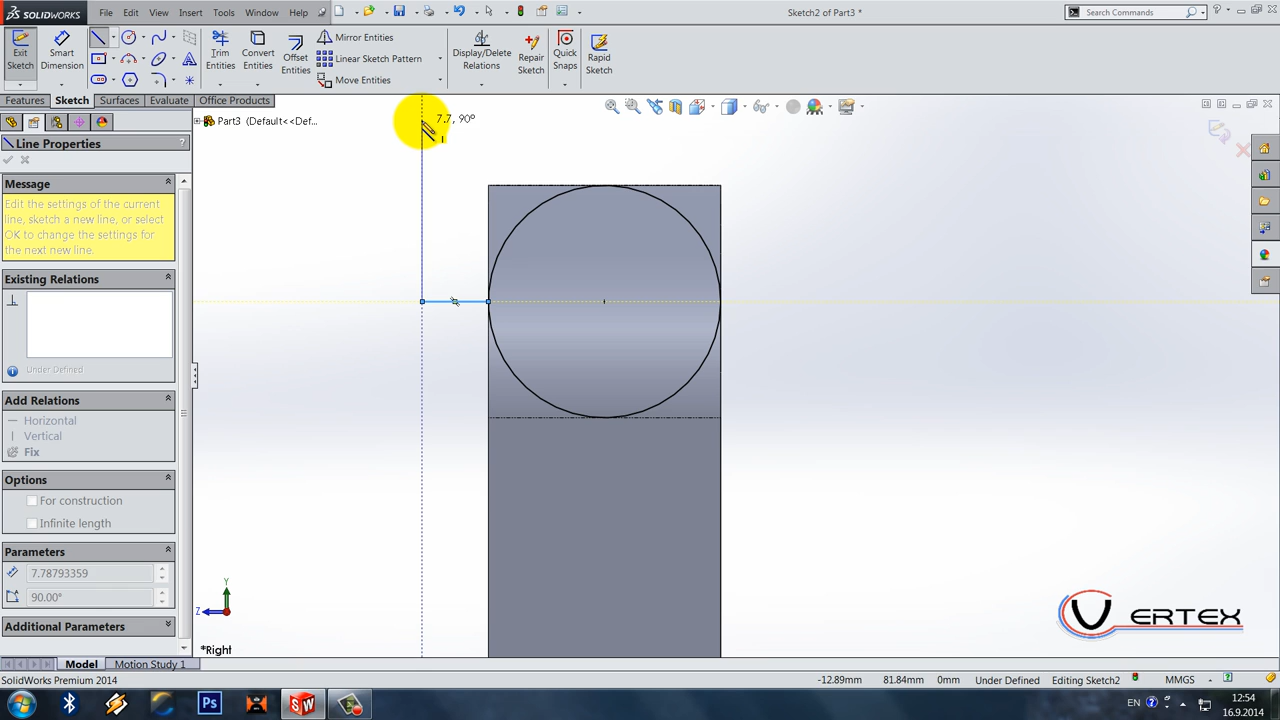 SOLIDWORKS File Edit View Insert Tools Window Help Sketch2 of Part3 * Search Commands
Exit Sketch Smart Dimension Trim Entities Convert Entities Offset Entities Mirror Entities Linear Sketch Pattern Move Entities Display/Delete Relations Repair Sketch Quick Snaps Rapid Sketch
Features Sketch Surfaces Evaluate Office Products
Part3 (Default<<Def...
7.7, 90°
Line Properties ?
Message
Edit the settings of the current
line, sketch a new line, or select
OK to change the settings for
the next new line.
Existing Relations
Under Defined
Add Relations
Horizontal
Vertical
Fix
Options
For construction
Infinite length
Parameters
7.78793359
90.00°
Additional Parameters
Y
Z
*Right
VERTEX
Model Motion Study 1
SolidWorks Premium 2014 -12.89mm 81.84mm 0mm Under Defined Editing Sketch2 MMGS
Ps SW EN 12:54
16.9.2014